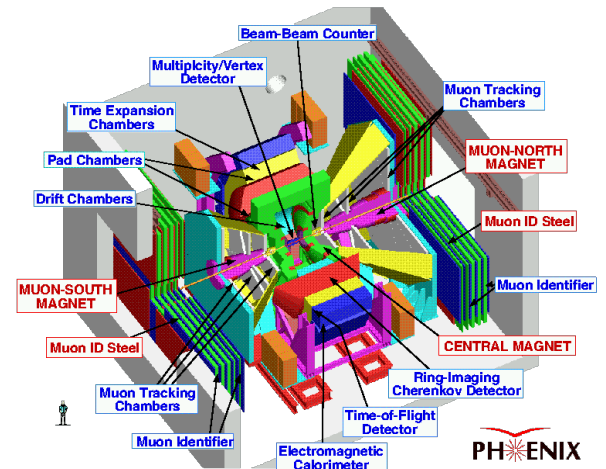 Beam-Beam Counter
Multiplcity/Vertex
Detector
Time Expansion
Chambers
Muon Tracking
Chambers
Pad Chambers
MUON-NORTH
MAGNET
Drift Chambers
Muon ID Steel
MUON-SOUTH
MAGNET
Muon Identifier
Muon ID Steel
CENTRAL MAGNET
Muon Tracking
Chambers
Ring-Imaging
Cherenkov Detector
Time-of-Flight
Detector
Muon Identifier
Electromagnetic
Calorimeter
PHENIX